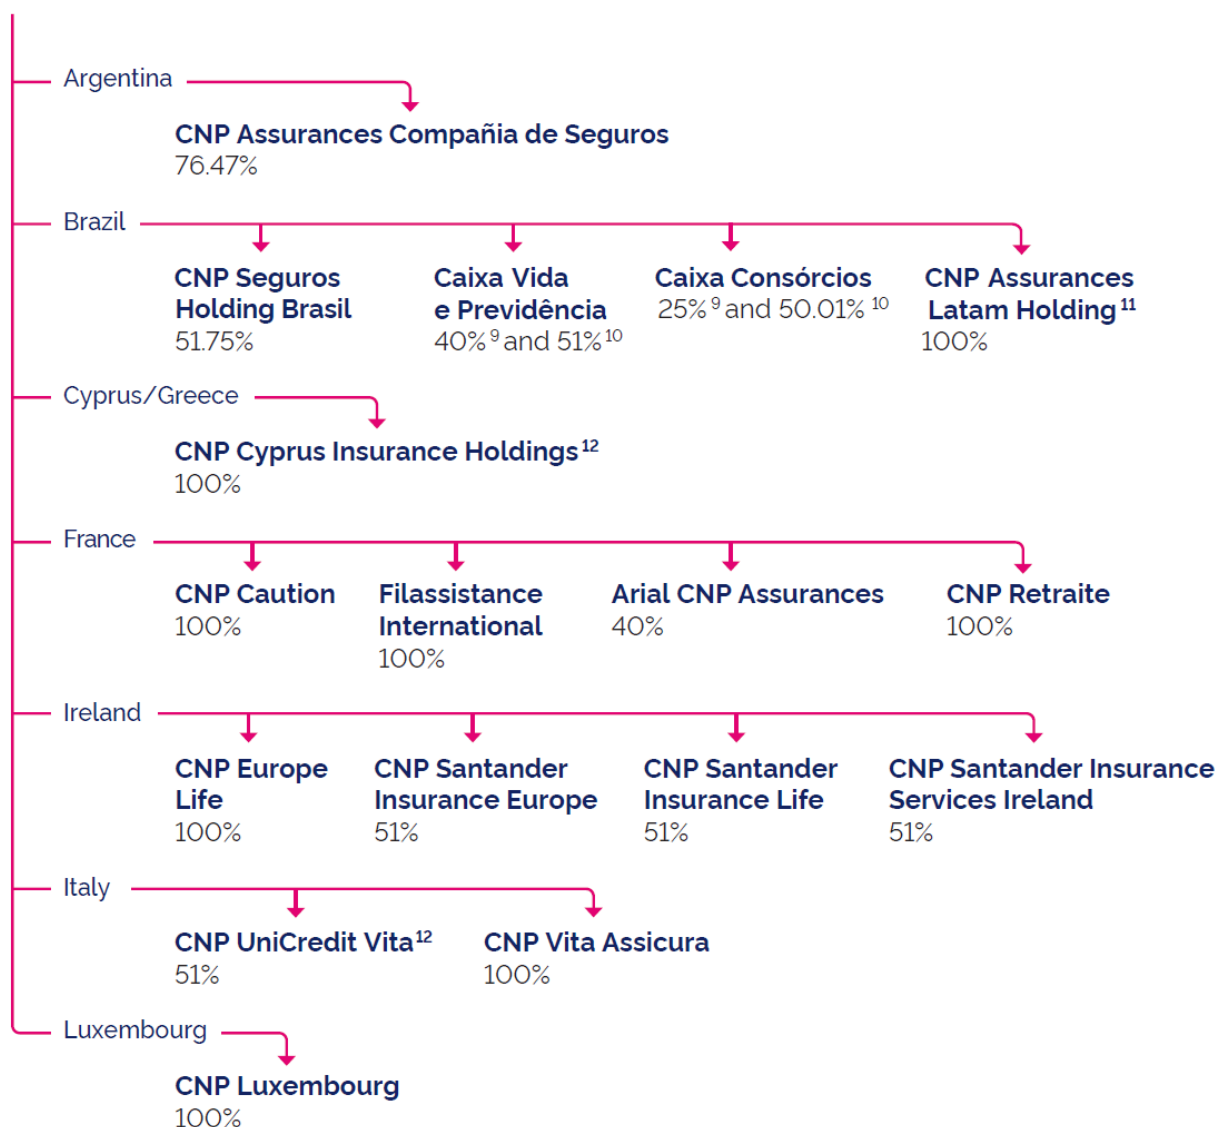 Argentina
CNP Assurances Compañia de Seguros
76.47%
Brazil
CNP Seguros
Holding Brasil
51.75%
Caixa Vida
e Previdência
40% 9 and 51% 10
Caixa Consórcios
25% 9 and 50.01% 10
CNP Assurances
Latam Holding 11
100%
Cyprus/Greece
CNP Cyprus Insurance Holdings 12
100%
France
CNP Caution
100%
Filassistance
International
100%
Arial CNP Assurances
40%
CNP Retraite
100%
Ireland
CNP Europe
Life
100%
CNP Santander
Insurance Europe
51%
CNP Santander
Insurance Life
51%
CNP Santander Insurance
Services Ireland
51%
Italy
CNP UniCredit Vita 12
51%
CNP Vita Assicura
100%
Luxembourg
CNP Luxembourg
100%